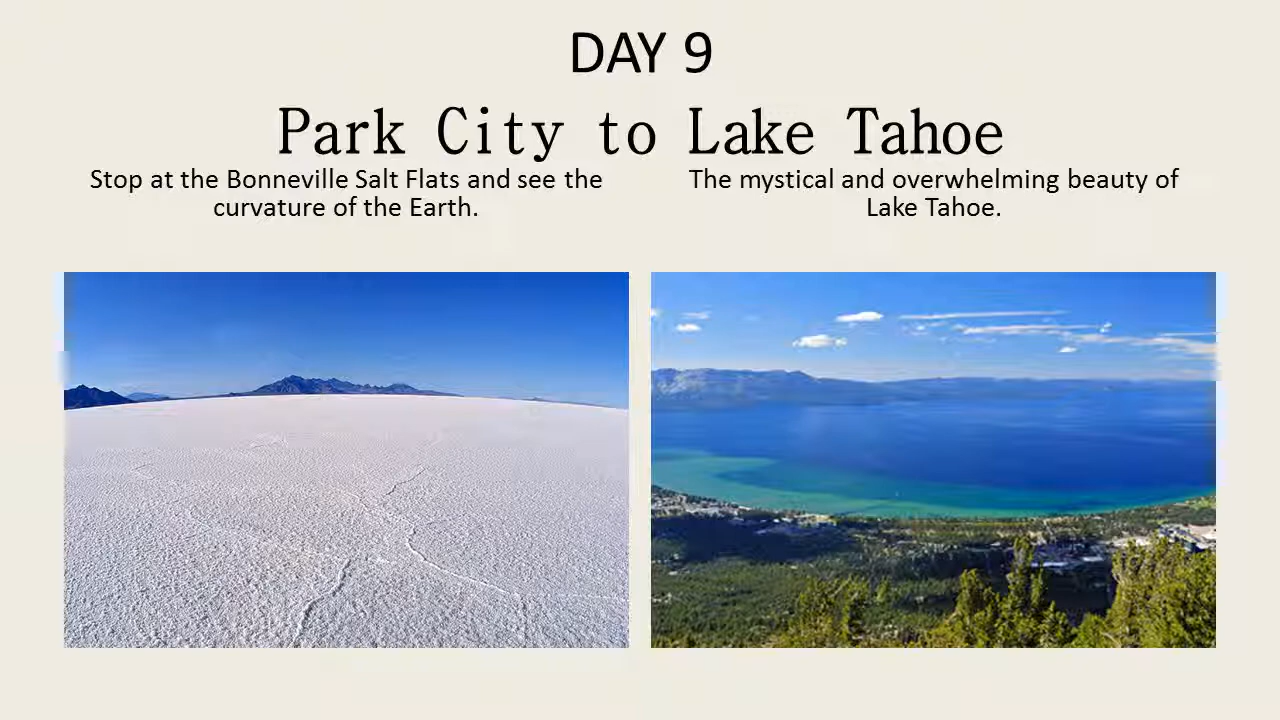 DAY 9
Park City to Lake Tahoe
Stop at the Bonneville Salt Flats and see the
curvature of the Earth.
The mystical and overwhelming beauty of
Lake Tahoe.